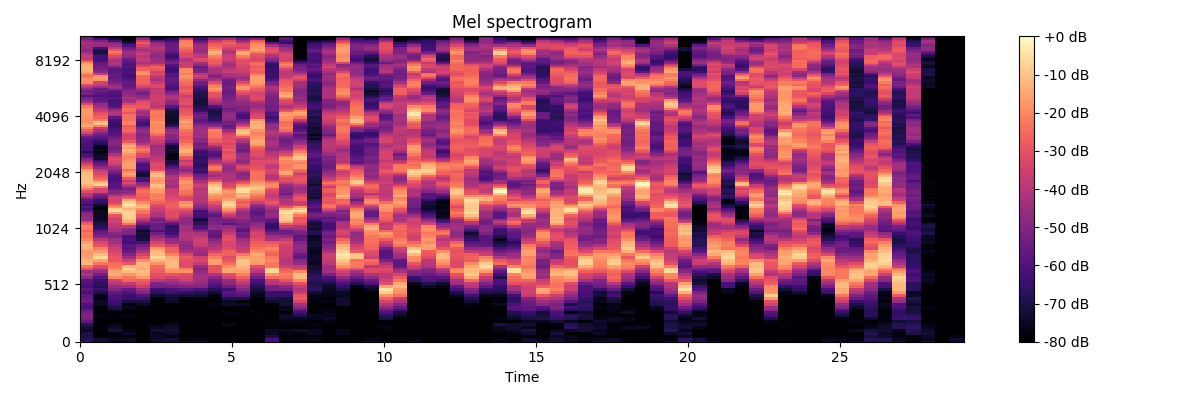 Mel spectrogram
+0 dB
8192
-10 dB
4096
-20 dB
-30 dB
2048
-40 dB
Hz
1024
-50 dB
-60 dB
512
-70 dB
0
-80 dB
0 5 10 15 20 25
Time